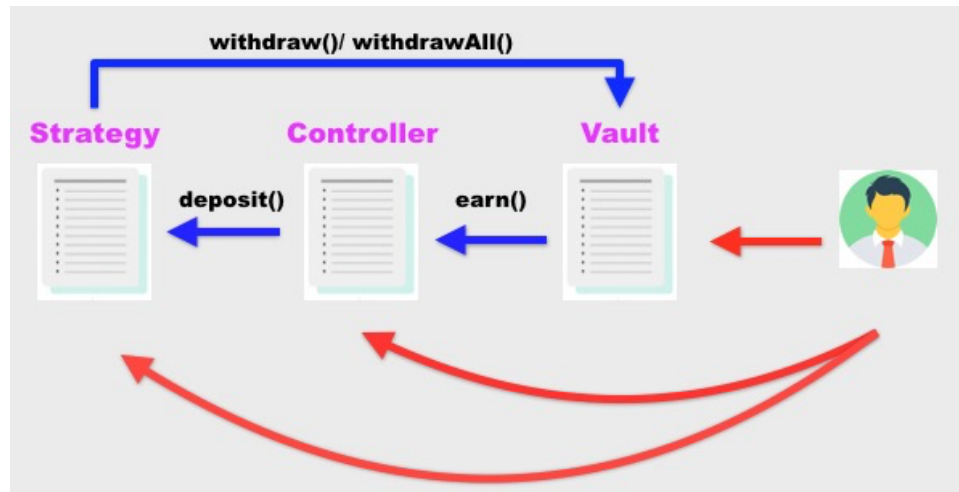 withdraw()/ withdrawAll()
Strategy
Controller
Vault
deposit()
earn()